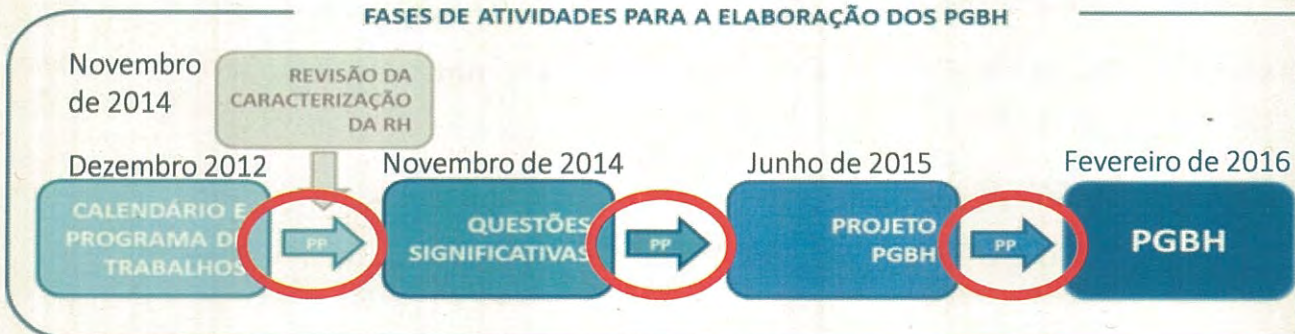 FASES DE ATIVIDADES PARA A ELABORAÇÃO DOS PGBH
Novembro
de 2014
REVISÃO DA
CARACTERIZAÇÃO
DA RH
Dezembro 2012
CALENDÁRIO E
PROGRAMA DE
TRABALHOS
PP
Novembro de 2014
QUESTÕES
SIGNIFICATIVAS
PP
Junho de 2015
PROJETO
PGBH
PP
Fevereiro de 2016
PGBH